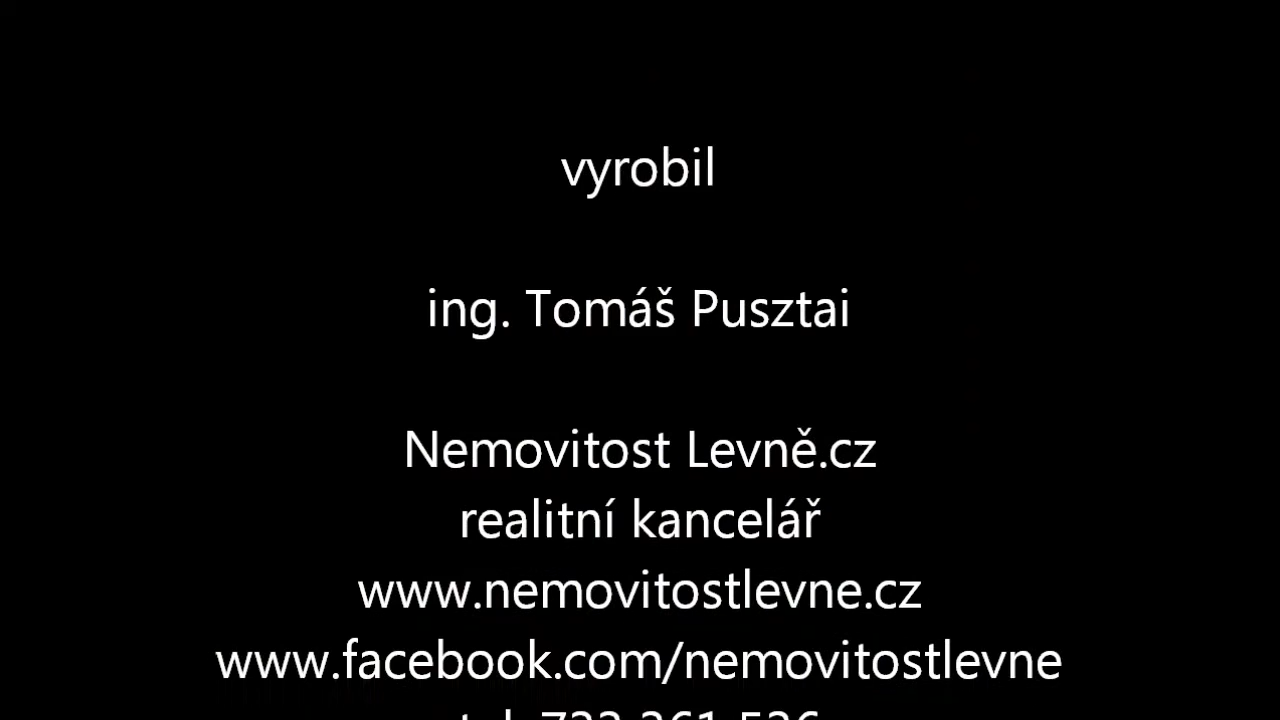 vyrobil
ing. Tomáš Pusztai
Nemovitost Levně.cz
realitní kancelář
www.nemovitostlevne.cz
www.facebook.com/nemovitostlevne